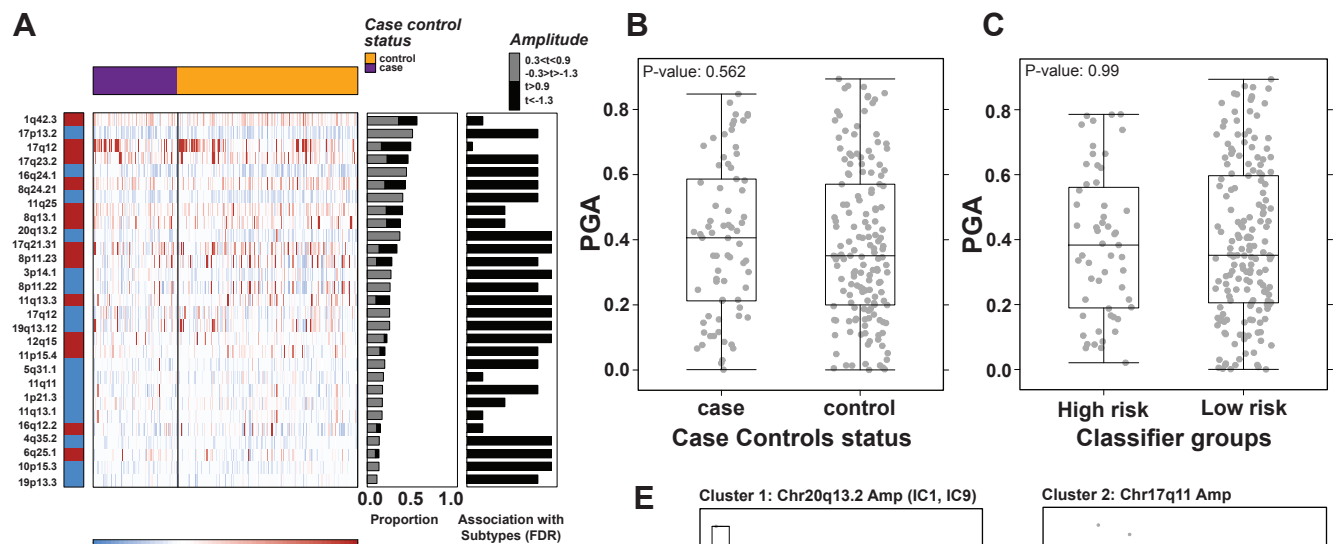 A
Case control
status
control
case
Amplitude
0.3<t<0.9
-0.3>t>-1.3
t>0.9
t<-1.3
1q42.3
17p13.2
17q12
17q23.2
16q24.1
8q24.21
11q25
8q13.1
20q13.2
17q21.31
8p11.23
3p14.1
8p11.22
11q13.3
17q12
19q13.12
12q15
11p15.4
5q31.1
11q11
1p21.3
11q13.1
16q12.2
4q35.2
6q25.1
10p15.3
19p13.3
0.0 0.5 1.0
Proportion
Association with
Subtypes (FDR)
B
P-value: 0.562
PGA
0.8
0.6
0.4
0.2
0.0
case control
Case Controls status
C
P-value: 0.99
PGA
0.8
0.6
0.4
0.2
0.0
High risk Low risk
Classifier groups
E
Cluster 1: Chr20q13.2 Amp (IC1, IC9)
Cluster 2: Chr17q11 Amp